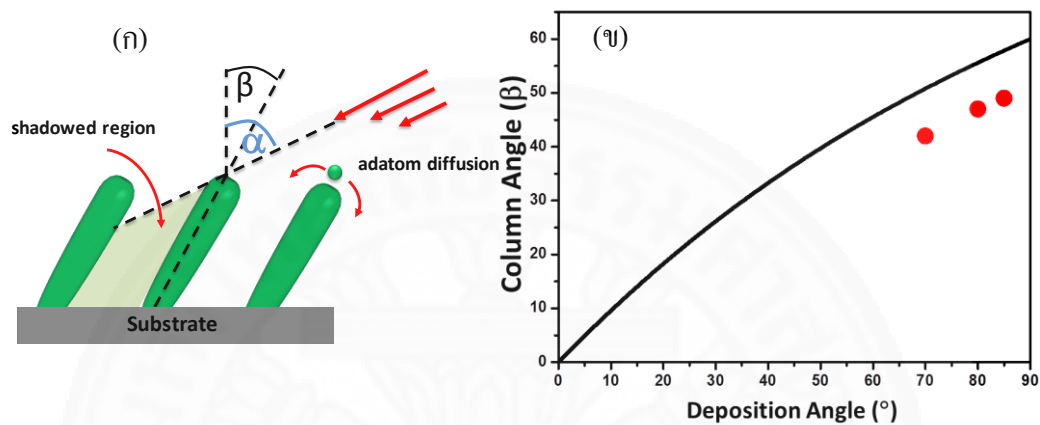 (ก)
β
α
shadowed region
adatom diffusion
Substrate
(ข)
Column Angle (β)
60
50
40
30
20
10
0
0 10 20 30 40 50 60 70 80 90
Deposition Angle (°)